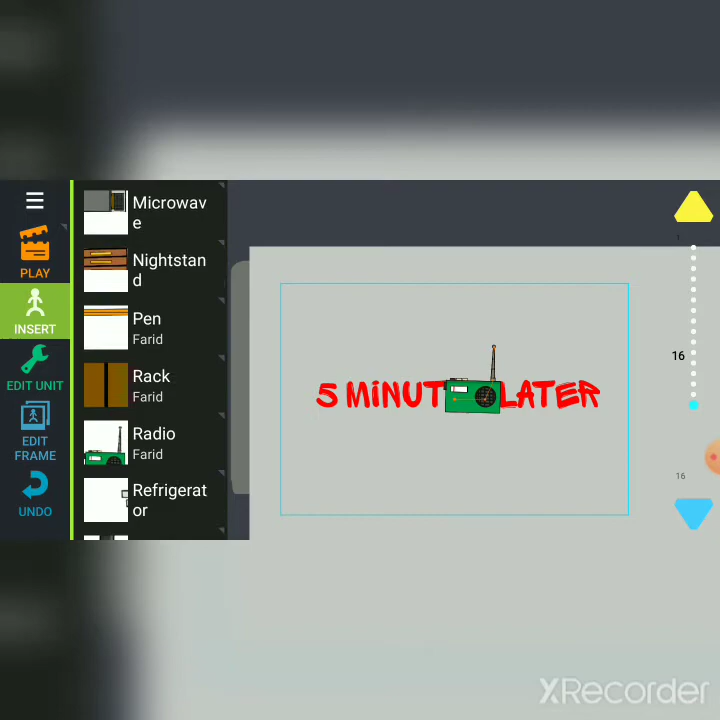 Microwav
e
Nightstan
d
Pen
Farid
Rack
Farid
Radio
Farid
Refrigerat
or
PLAY
INSERT
EDIT UNIT
EDIT
FRAME
UNDO
5 MINUT LATER
1
16
16
XRecorder